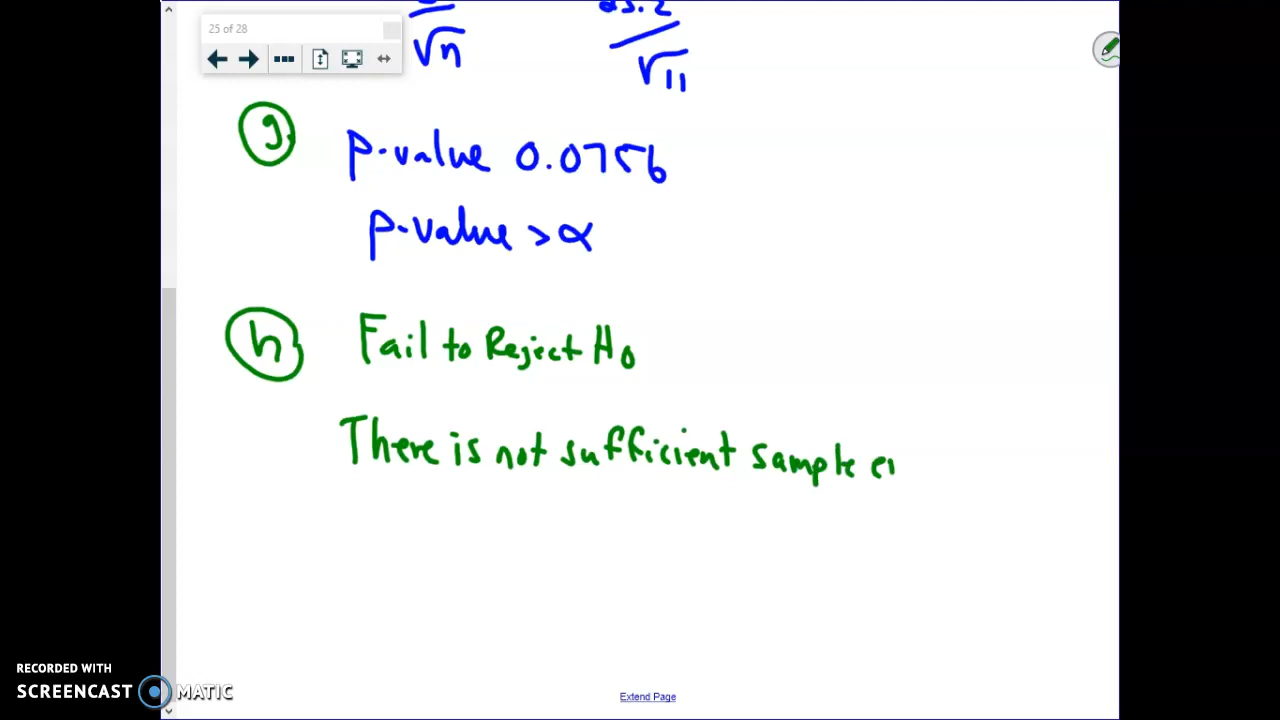 25 of 28
√n
√11
g.
p-value 0.0756
p-value > α
h
Fail to Reject H0
There is not sufficient sample
RECORDED WITH
SCREENCAST MATIC
Extend Page